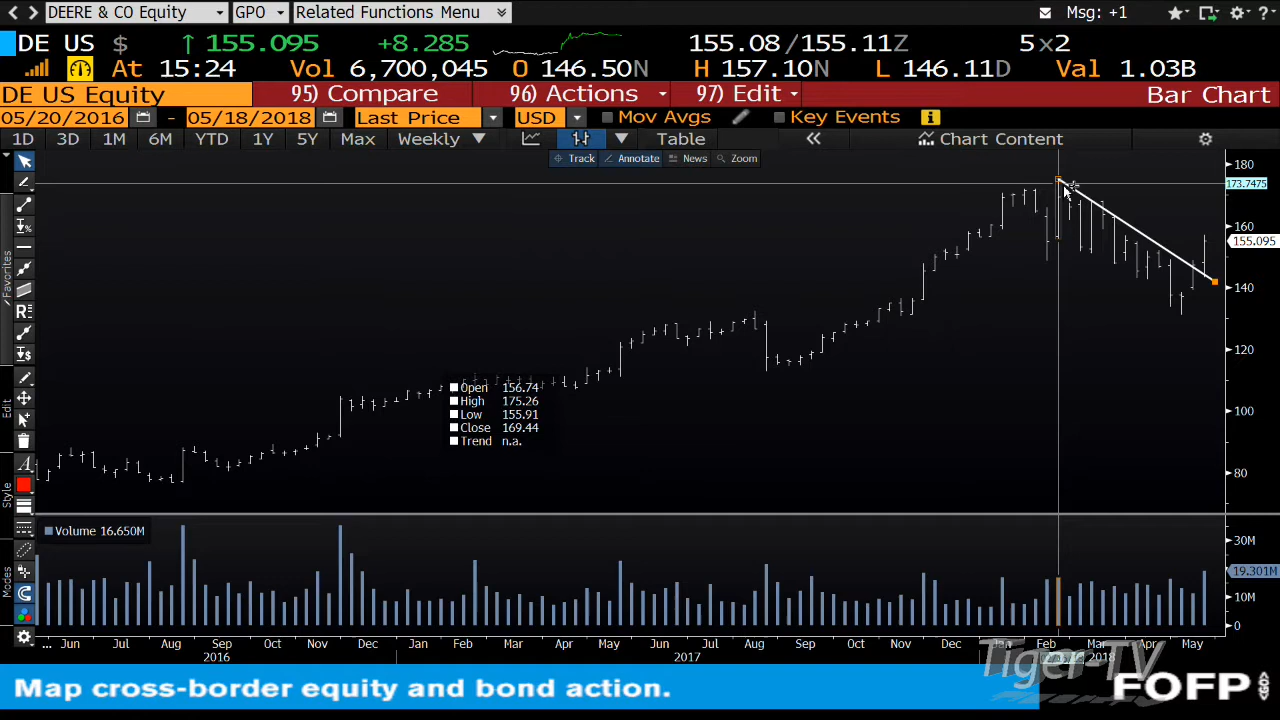 DEERE & CO Equity GPO Related Functions Menu Msg: +1
DE US $ ↑ 155.095 +8.285 155.08/155.11Z 5x2
At 15:24 Vol 6,700,045 O 146.50N H 157.10N L 146.11D Val 1.03B
DE US Equity 95) Compare 96) Actions 97) Edit Bar Chart
05/20/2016 - 05/18/2018 Last Price USD Mov Avgs Key Events
1D 3D 1M 6M YTD 1Y 5Y Max Weekly Table « Chart Content
Track Annotate News Zoom
180
173.7475
160
155.095
140
120
100
80
Open 156.74
High 175.26
Low 155.91
Close 169.44
Trend n.a.
Favorites
Edit
Style
Modes
Volume 16.650M
30M
19.301M
10M
0
... Jun Jul Aug Sep Oct Nov Dec Jan Feb Mar Apr May Jun Jul Aug Sep Oct Nov Dec Jan Feb Mar Apr May
2016 2017 2018
Tiger-TV
Map cross-border equity and bond action.
FOFP
GO